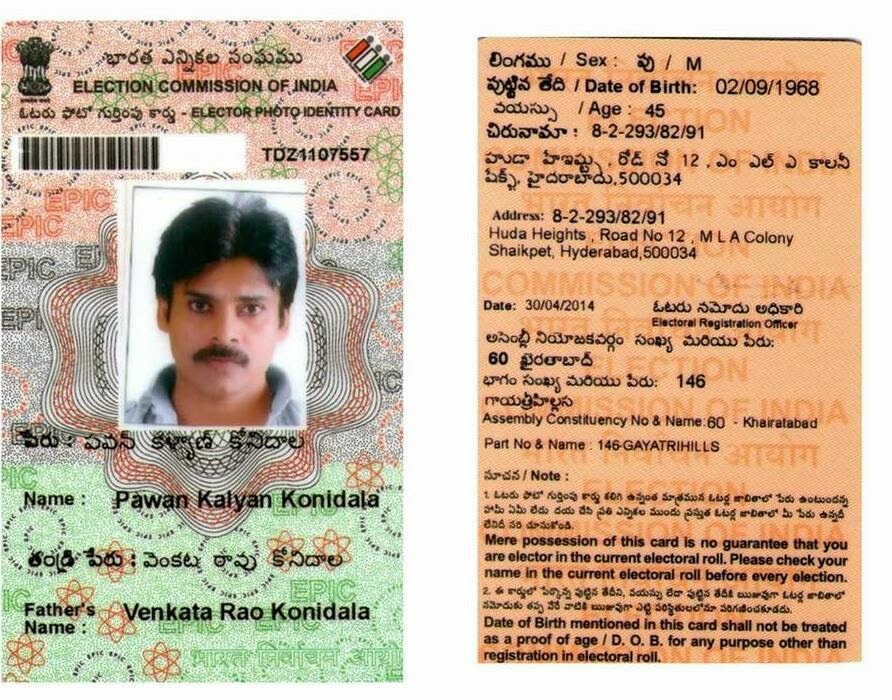 భారత ఎన్నికల సంఘము
ELECTION COMMISSION OF INDIA
ఓటరు ఫొటో గుర్తింపు కార్డు - ELECTOR PHOTO IDENTITY CARD
TDZ1107557
పేరు : పవన్ కళ్యాణ్ కోనిదాల
Name : Pawan Kalyan Konidala
తండ్రి పేరు : వెంకట రావు కోనిదాల
Father's Name : Venkata Rao Konidala
భారత निर्वाचन
లింగము / Sex : పు / M
పుట్టిన తేది / Date of Birth: 02/09/1968
వయస్సు / Age : 45
చిరునామా : 8-2-293/82/91
హుడా హేఇట్స్ , రోడ్ నో 12 ,ఎం ఎల్ ఎ కాలనీ
షేక్పేట్, హైదరాబాదు,500034
Address: 8-2-293/82/91
Huda Heights , Road No 12 , M L A Colony
Shaikpet, Hyderabad,500034
Date: 30/04/2014 ఓటరు నమోదు అధికారి
Electoral Registration Officer
అసెంబ్లీ నియోజకవర్గం సంఖ్య మరియు పేరు:
60 ఖైరతాబాద్
భాగం సంఖ్య మరియు పేరు: 146
గాయత్రీహిల్లస
Assembly Constituency No & Name:60 - Khairatabad
Part No & Name : 146-GAYATRIHILLS
సూచన / Note :
1. ఓటరు ఫొటో గుర్తింపు కార్డు కలిగి ఉన్నంత మాత్రమున ఓటర్ల జాబితాలో పేరు ఉంటుందన్న
హామీ ఏమీ లేదు దయ చేసి ప్రతి ఎన్నికల ముందు ప్రస్తుత ఓటర్ల జాబితాలో మీ పేరు ఉన్నదీ
లేనిదీ సరి చూసుకోండి.
Mere possession of this card is no guarantee that you
are elector in the current electoral roll. Please check your
name in the current electoral roll before every election.
2. ఈ కార్డులో పేర్కొన్న పుట్టిన తేదీని, వయస్సు లేదా పుట్టిన తేదీకి ఋజువుగా ఓటర్ల జాబితాలో
నమోదుకు తప్ప వేరే వాటికి ఋజువుగా ఎట్టి పరిస్థితులలోనూ పరిగణించకూడదు.
Date of Birth mentioned in this card shall not be treated
as a proof of age / D. O. B. for any purpose other than
registration in electoral roll.